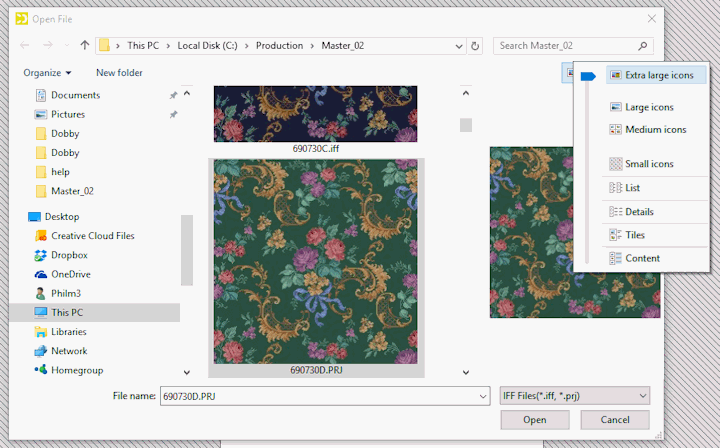 Open File
This PC > Local Disk (C:) > Production > Master_02
Search Master_02
Organize
New folder
Documents
Pictures
Dobby
Dobby
help
Master_02
Desktop
Creative Cloud Files
Dropbox
OneDrive
Philm3
This PC
Libraries
Network
Homegroup
690730C.iff
690730D.PRJ
Extra large icons
Large icons
Medium icons
Small icons
List
Details
Tiles
Content
File name: 690730D.PRJ
IFF Files(*.iff, *.prj)
Open
Cancel